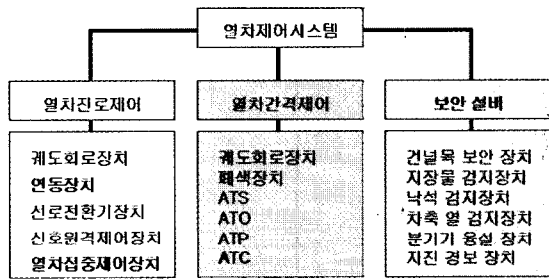 열차제어시스템
열차진로제어
궤도회로장치
연동장치
선로전환기장치
신호원격제어장치
열차집중제어장치
열차간격제어
궤도회로장치
폐색장치
ATS
ATO
ATP
ATC
보안 설비
건널목 보안 장치
지장물 검지장치
낙석 검지장치
차축 열 검지장치
분기기 융설 장치
지진 경보 장치